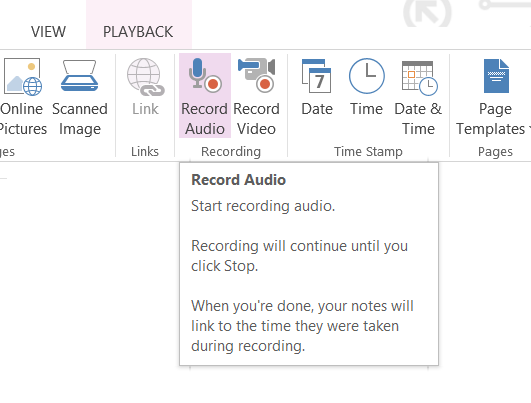 VIEW PLAYBACK
7
Online Pictures
Scanned Image
Link
Record Audio
Record Video
Date
Time
Date & Time
Page Templates
ges
Links
Recording
Time Stamp
Pages
Record Audio
Start recording audio.
Recording will continue until you
click Stop.
When you're done, your notes will
link to the time they were taken
during recording.